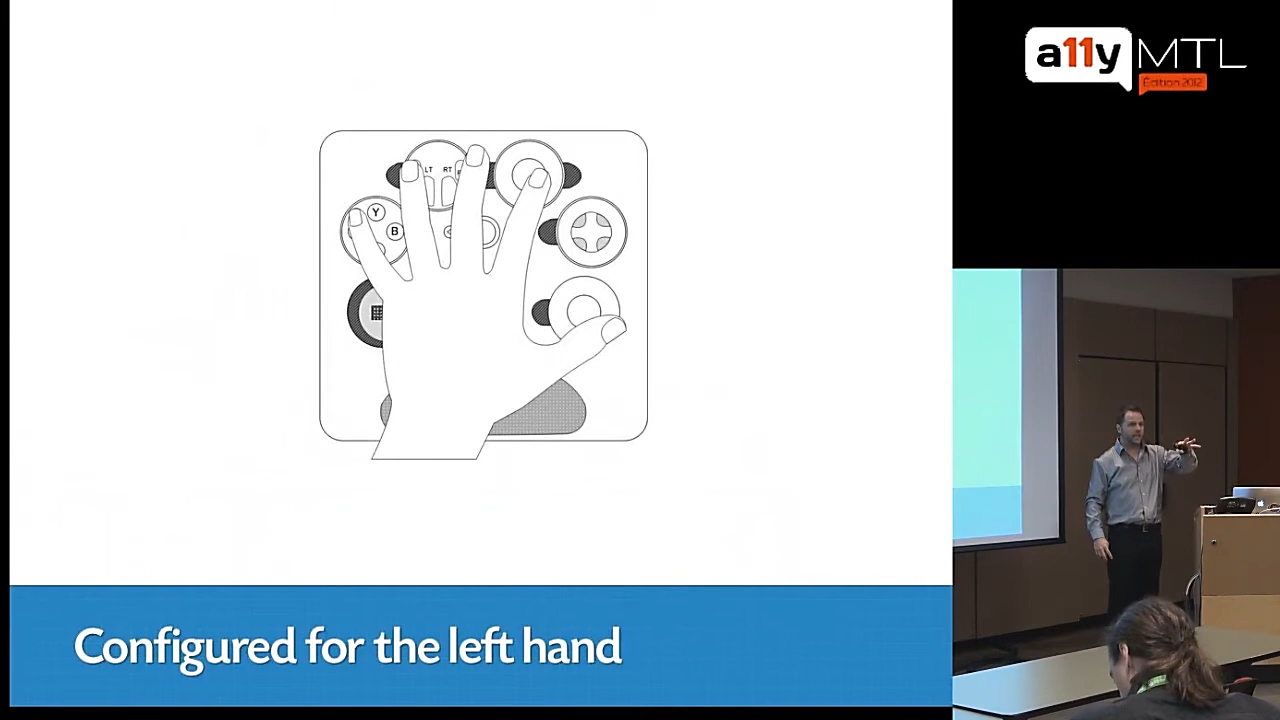 a11y MTL
Édition 2012
LT RT
Y
B
Configured for the left hand